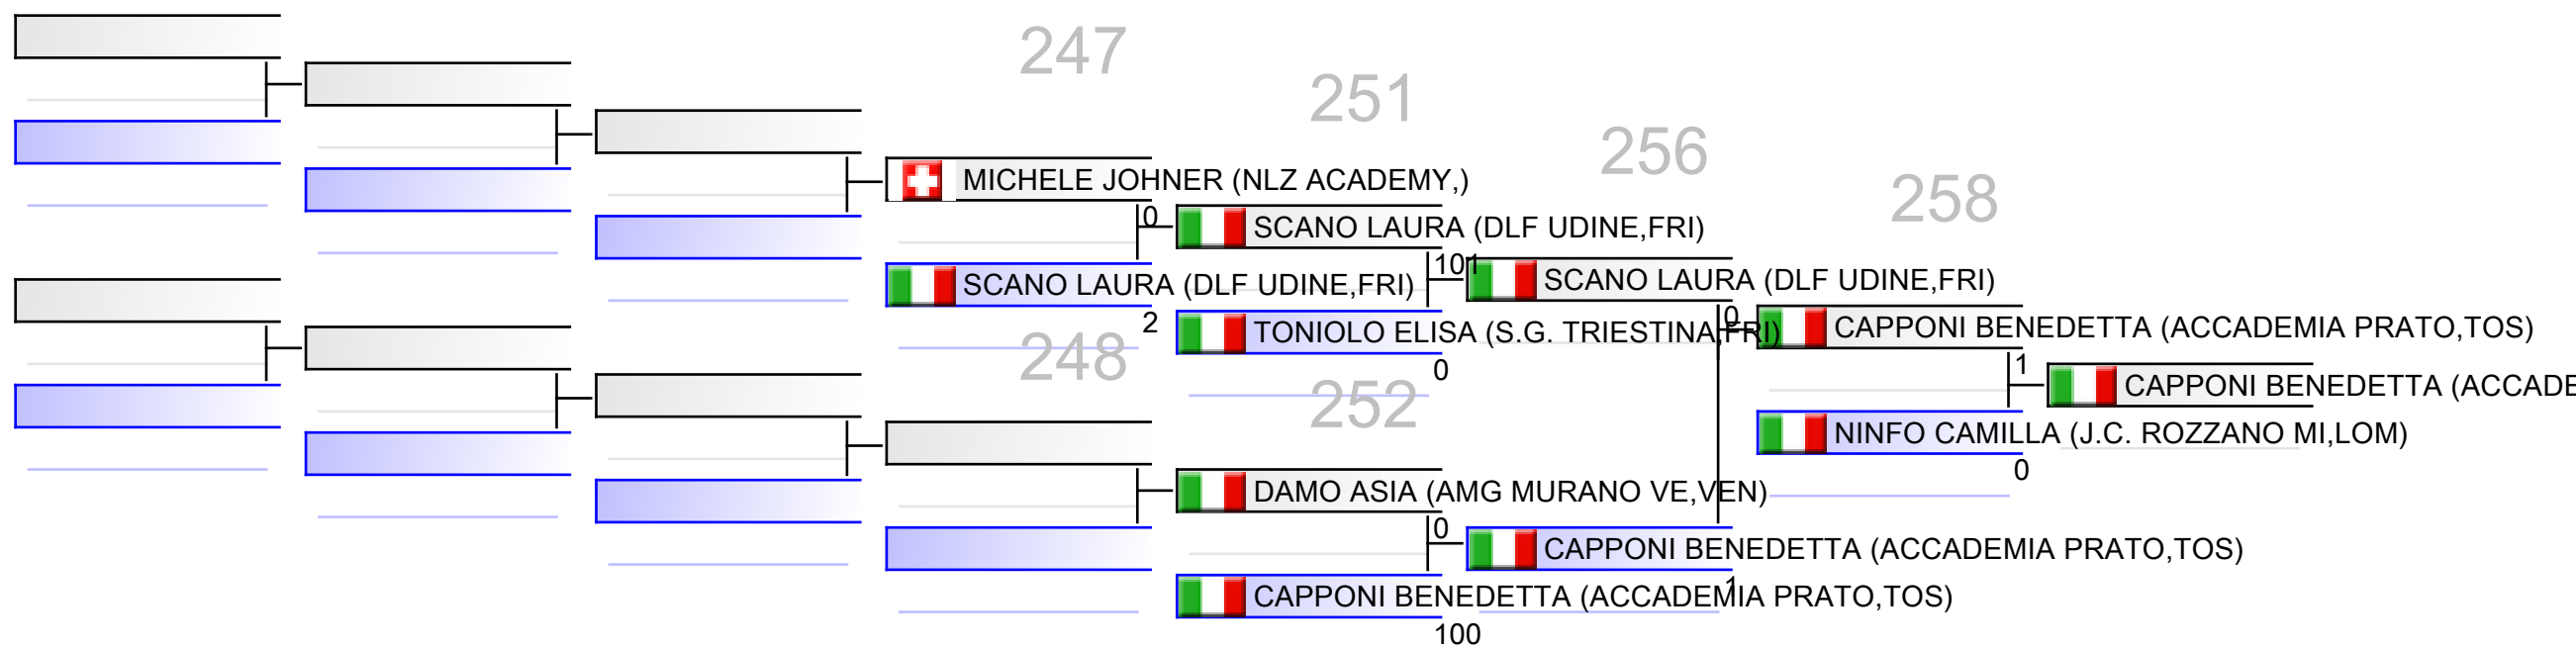 247
251
256
258
MICHELE JOHNER (NLZ ACADEMY,)
0
SCANO LAURA (DLF UDINE,FRI)
101
SCANO LAURA (DLF UDINE,FRI)
SCANO LAURA (DLF UDINE,FRI)
2
TONIOLO ELISA (S.G. TRIESTINA,FRI)
0
0
CAPPONI BENEDETTA (ACCADEMIA PRATO,TOS)
1
CAPPONI BENEDETTA (ACCADE
NINFO CAMILLA (J.C. ROZZANO MI,LOM)
0
248
252
DAMO ASIA (AMG MURANO VE,VEN)
0
CAPPONI BENEDETTA (ACCADEMIA PRATO,TOS)
1
CAPPONI BENEDETTA (ACCADEMIA PRATO,TOS)
100